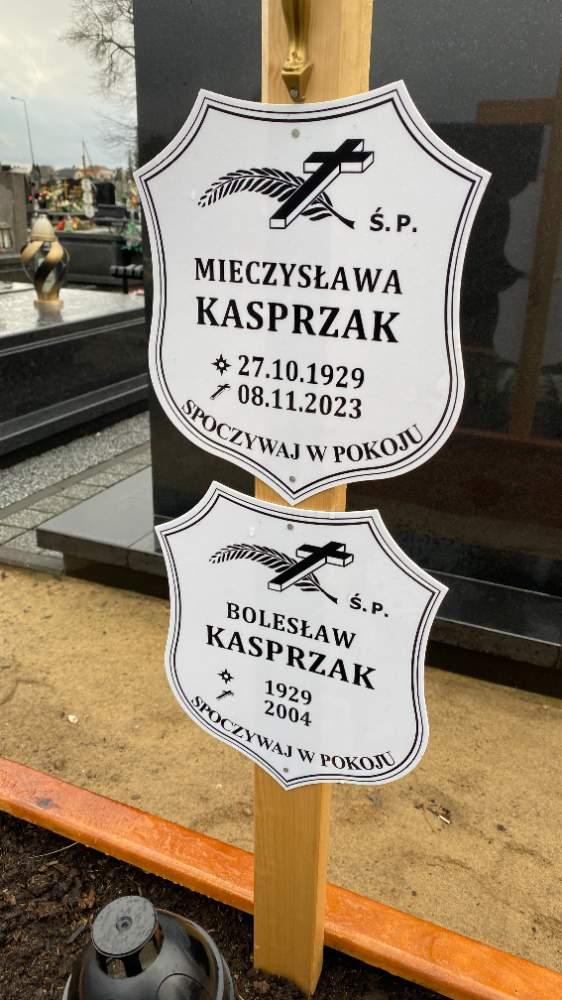 Ś.P.
MIECZYSŁAWA
KASPRZAK
27.10.1929
08.11.2023
SPOCZYWAJ W POKOJU
Ś.P.
BOLESŁAW
KASPRZAK
1929
2004
SPOCZYWAJ W POKOJU